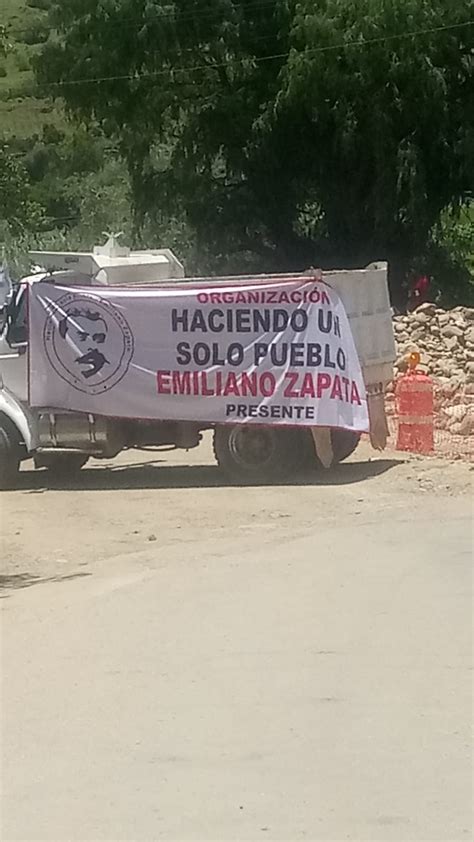 ORGANIZACIÓN
HACIENDO UN
SOLO PUEBLO
EMILIANO ZAPATA
PRESENTE